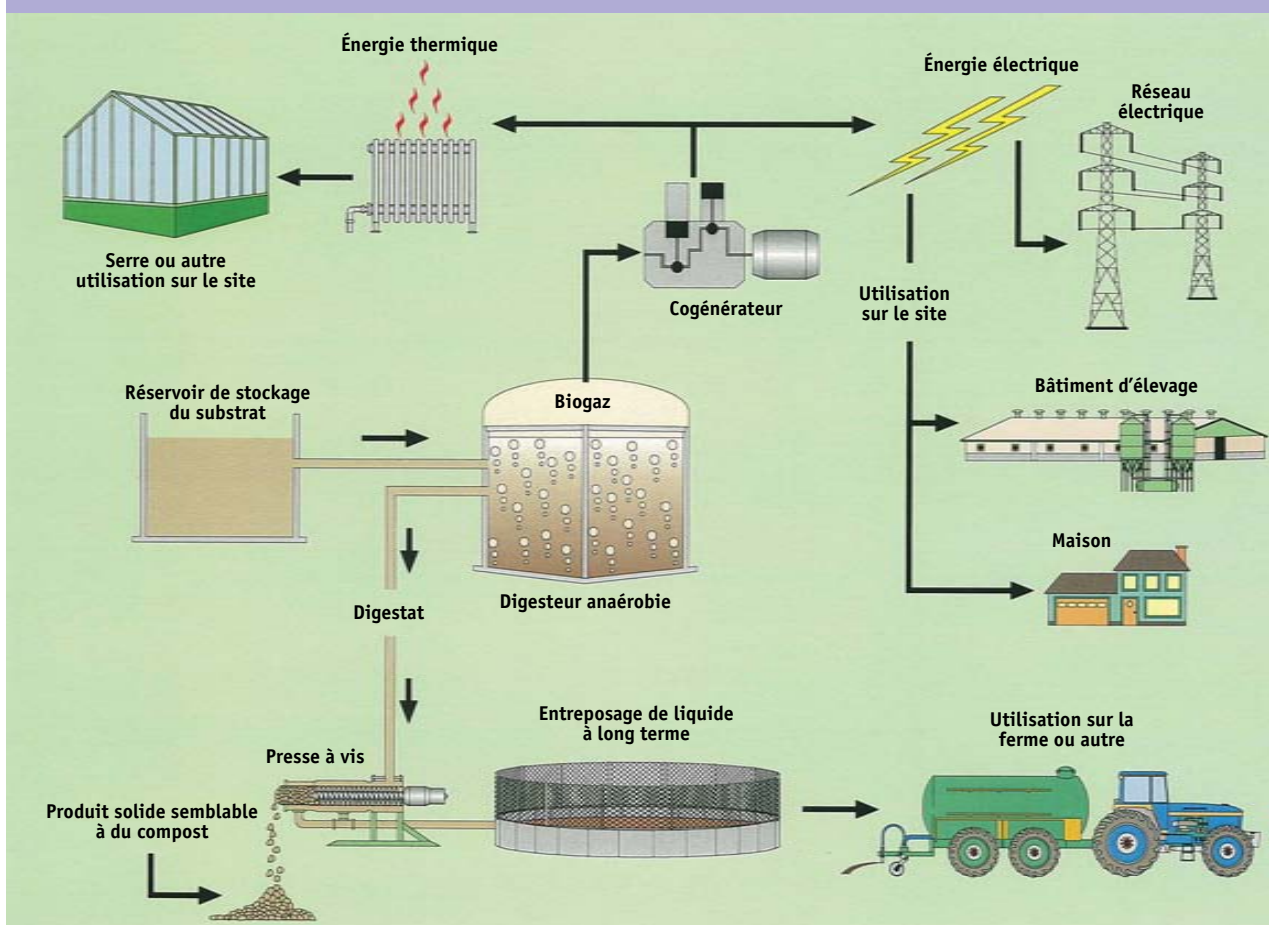 Énergie thermique
Énergie électrique
Réseau
électrique
Serre ou autre
utilisation sur le site
Cogénérateur
Utilisation
sur le site
Réservoir de stockage
du substrat
Biogaz
Bâtiment d'élevage
Digesteur anaérobie
Maison
Digestat
Entreposage de liquide
à long terme
Utilisation sur la
ferme ou autre
Presse à vis
Produit solide semblable
à du compost